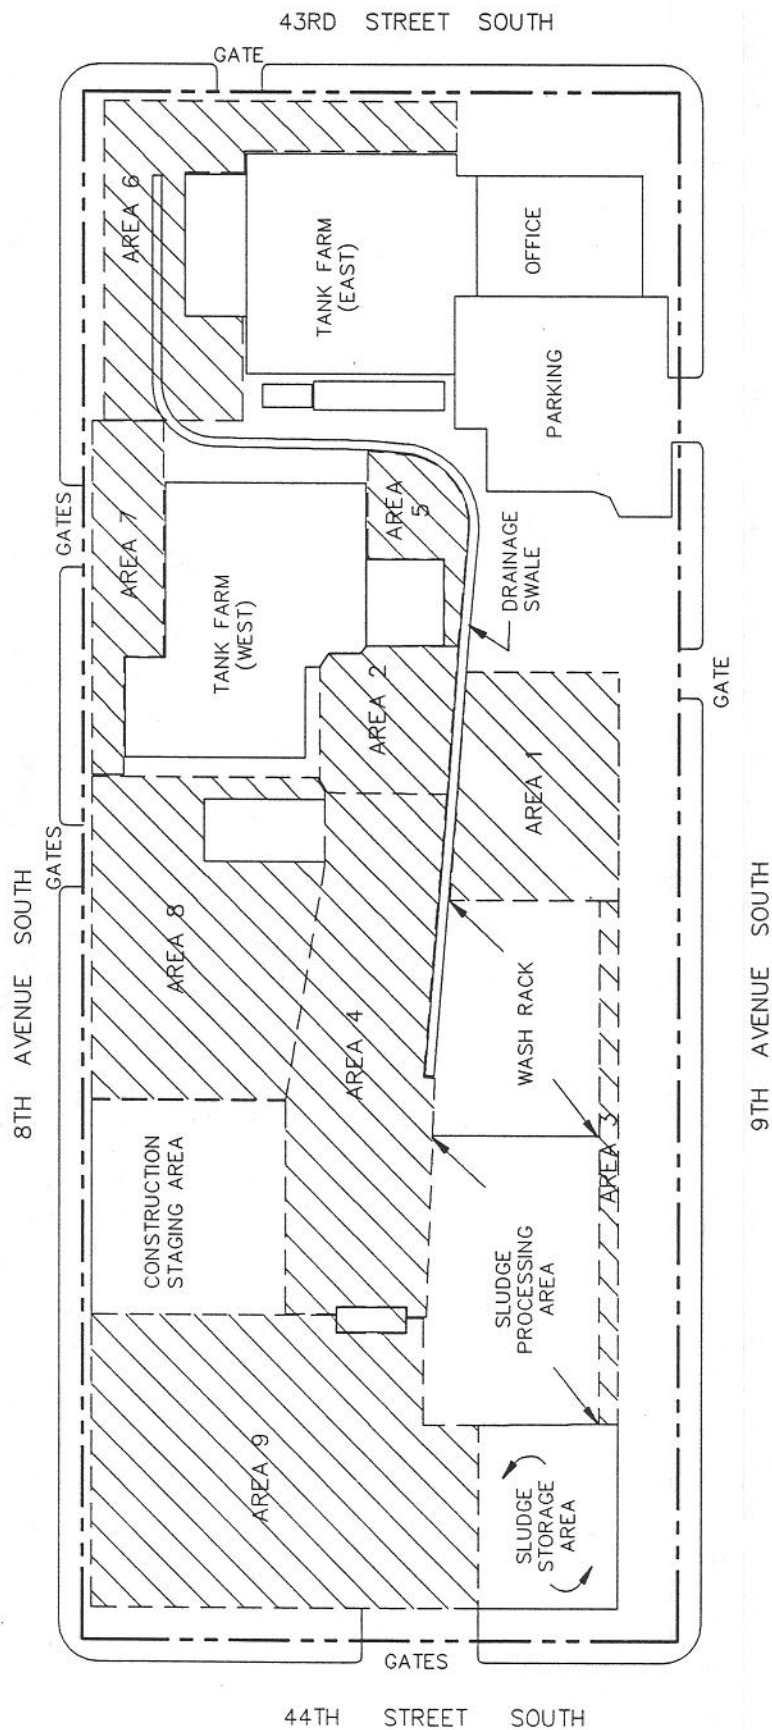 43RD STREET SOUTH
GATE
AREA 6
TANK FARM
(EAST)
OFFICE
PARKING
GATES
AREA 7
AREA
5
TANK FARM
(WEST)
DRAINAGE
SWALE
AREA 2
GATE
AREA 1
GATES
8TH AVENUE SOUTH
9TH AVENUE SOUTH
AREA 8
AREA 4
WASH RACK
AREA 3
CONSTRUCTION
STAGING AREA
SLUDGE
PROCESSING
AREA
AREA 9
SLUDGE
STORAGE
AREA
GATES
44TH STREET SOUTH